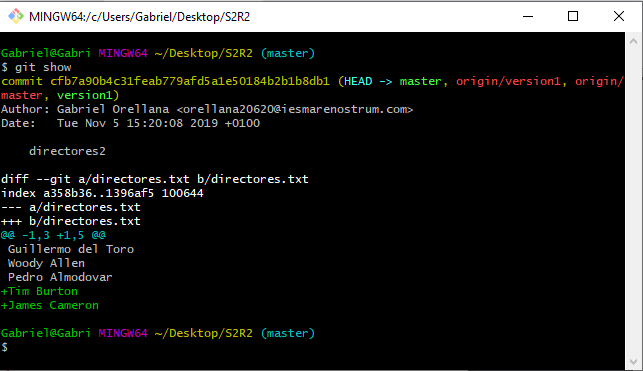 MINGW64:/c/Users/Gabriel/Desktop/S2R2
Gabriel@Gabri MINGW64 ~/Desktop/S2R2 (master)
$ git show
commit cfb7a90b4c31feab779afd5a1e50184b2b1b8db1 (HEAD -> master, origin/version1, origin/
master, version1)
Author: Gabriel Orellana <orellana20620@iesmarenostrum.com>
Date:   Tue Nov 5 15:20:08 2019 +0100
    directores2
diff --git a/directores.txt b/directores.txt
index a358b36..1396af5 100644
--- a/directores.txt
+++ b/directores.txt
@@ -1,3 +1,5 @@
 Guillermo del Toro
 Woody Allen
 Pedro Almodovar
+Tim Burton
+James Cameron
Gabriel@Gabri MINGW64 ~/Desktop/S2R2 (master)
$